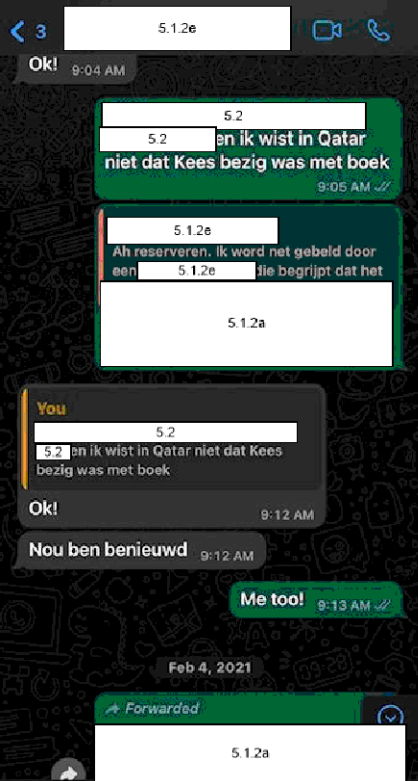 3
5.1.2e
Ok! 9:04 AM
5.2
5.2 en ik wist in Qatar
niet dat Kees bezig was met boek
9:05 AM
5.1.2e
Ah reserveren. Ik word net gebeld door
een 5.1.2e die begrijpt dat het
5.1.2a
You
5.2
5.2 en ik wist in Qatar niet dat Kees
bezig was met boek
Ok! 9:12 AM
Nou ben benieuwd 9:12 AM
Me too! 9:13 AM
Feb 4, 2021
Forwarded
5.1.2a